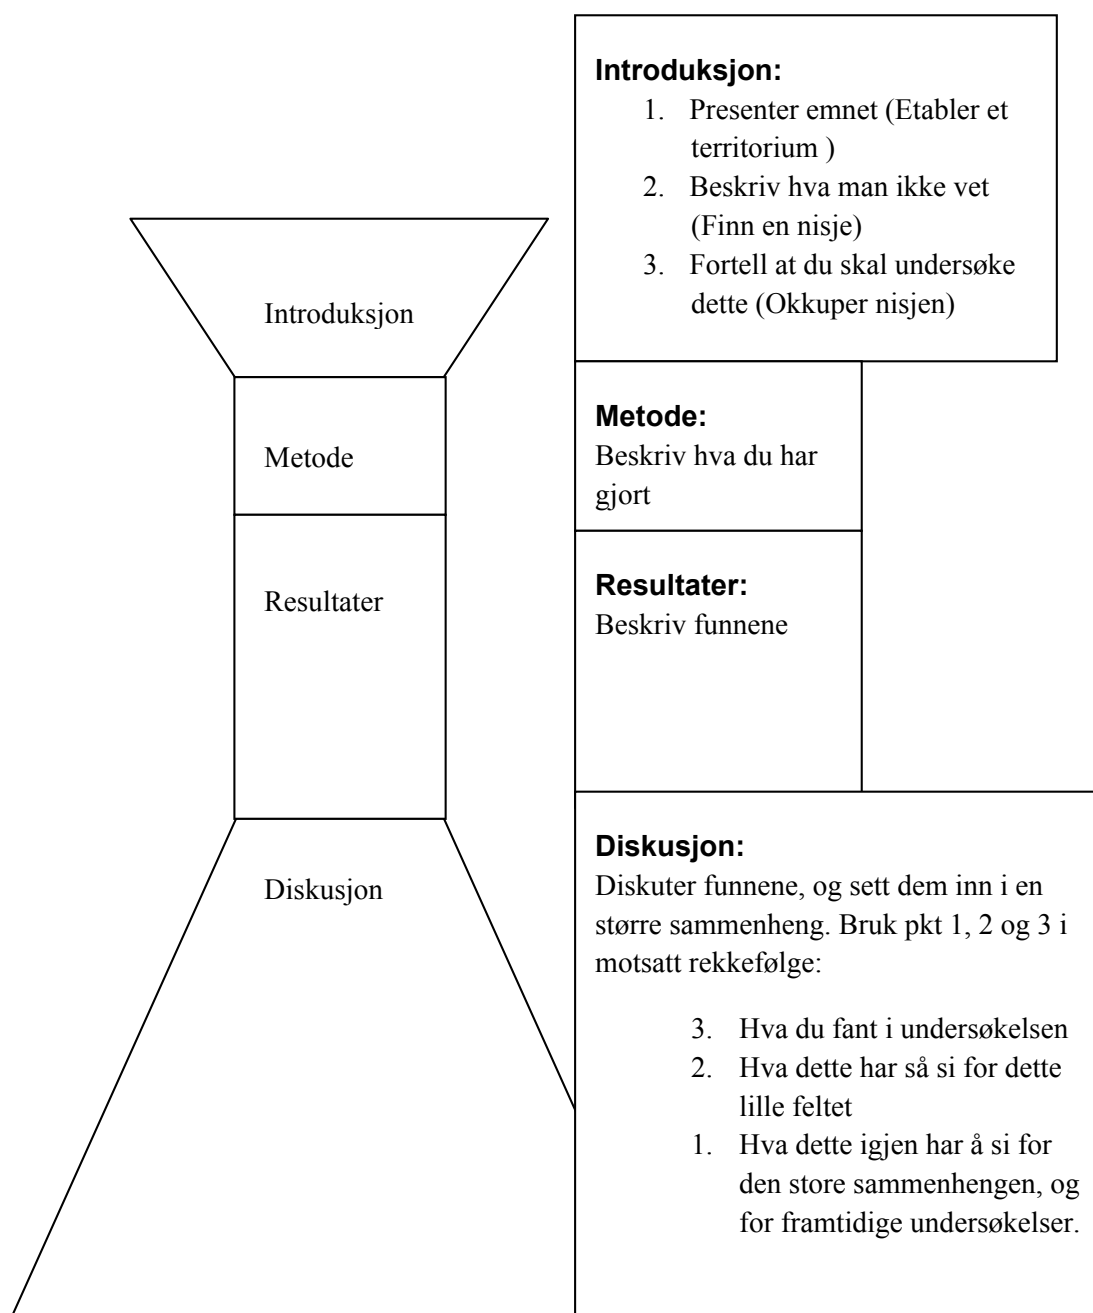 Introduksjon
Metode
Resultater
Diskusjon
Introduksjon:
1. Presenter emnet (Etabler et
territorium )
2. Beskriv hva man ikke vet
(Finn en nisje)
3. Fortell at du skal undersøke
dette (Okkuper nisjen)
Metode:
Beskriv hva du har
gjort
Resultater:
Beskriv funnene
Diskusjon:
Diskuter funnene, og sett dem inn i en
større sammenheng. Bruk pkt 1, 2 og 3 i
motsatt rekkefølge:
3. Hva du fant i undersøkelsen
2. Hva dette har så si for dette
lille feltet
1. Hva dette igjen har å si for
den store sammenhengen, og
for framtidige undersøkelser.